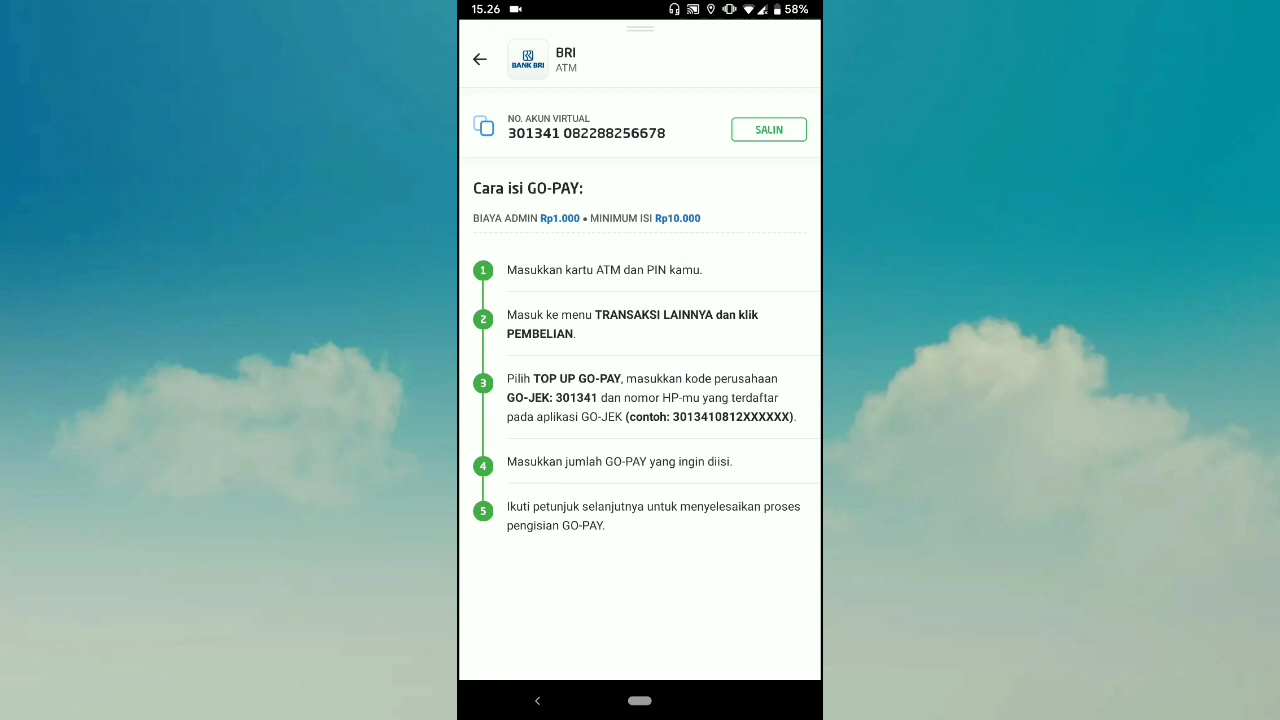 15.26
58%
BANK BRI
BRI
ATM
NO. AKUN VIRTUAL
301341 082288256678
SALIN
Cara isi GO-PAY:
BIAYA ADMIN Rp1.000 • MINIMUM ISI Rp10.000
1
Masukkan kartu ATM dan PIN kamu.
2
Masuk ke menu TRANSAKSI LAINNYA dan klik
PEMBELIAN.
3
Pilih TOP UP GO-PAY, masukkan kode perusahaan
GO-JEK: 301341 dan nomor HP-mu yang terdaftar
pada aplikasi GO-JEK (contoh: 3013410812XXXXXX).
4
Masukkan jumlah GO-PAY yang ingin diisi.
5
Ikuti petunjuk selanjutnya untuk menyelesaikan proses
pengisian GO-PAY.